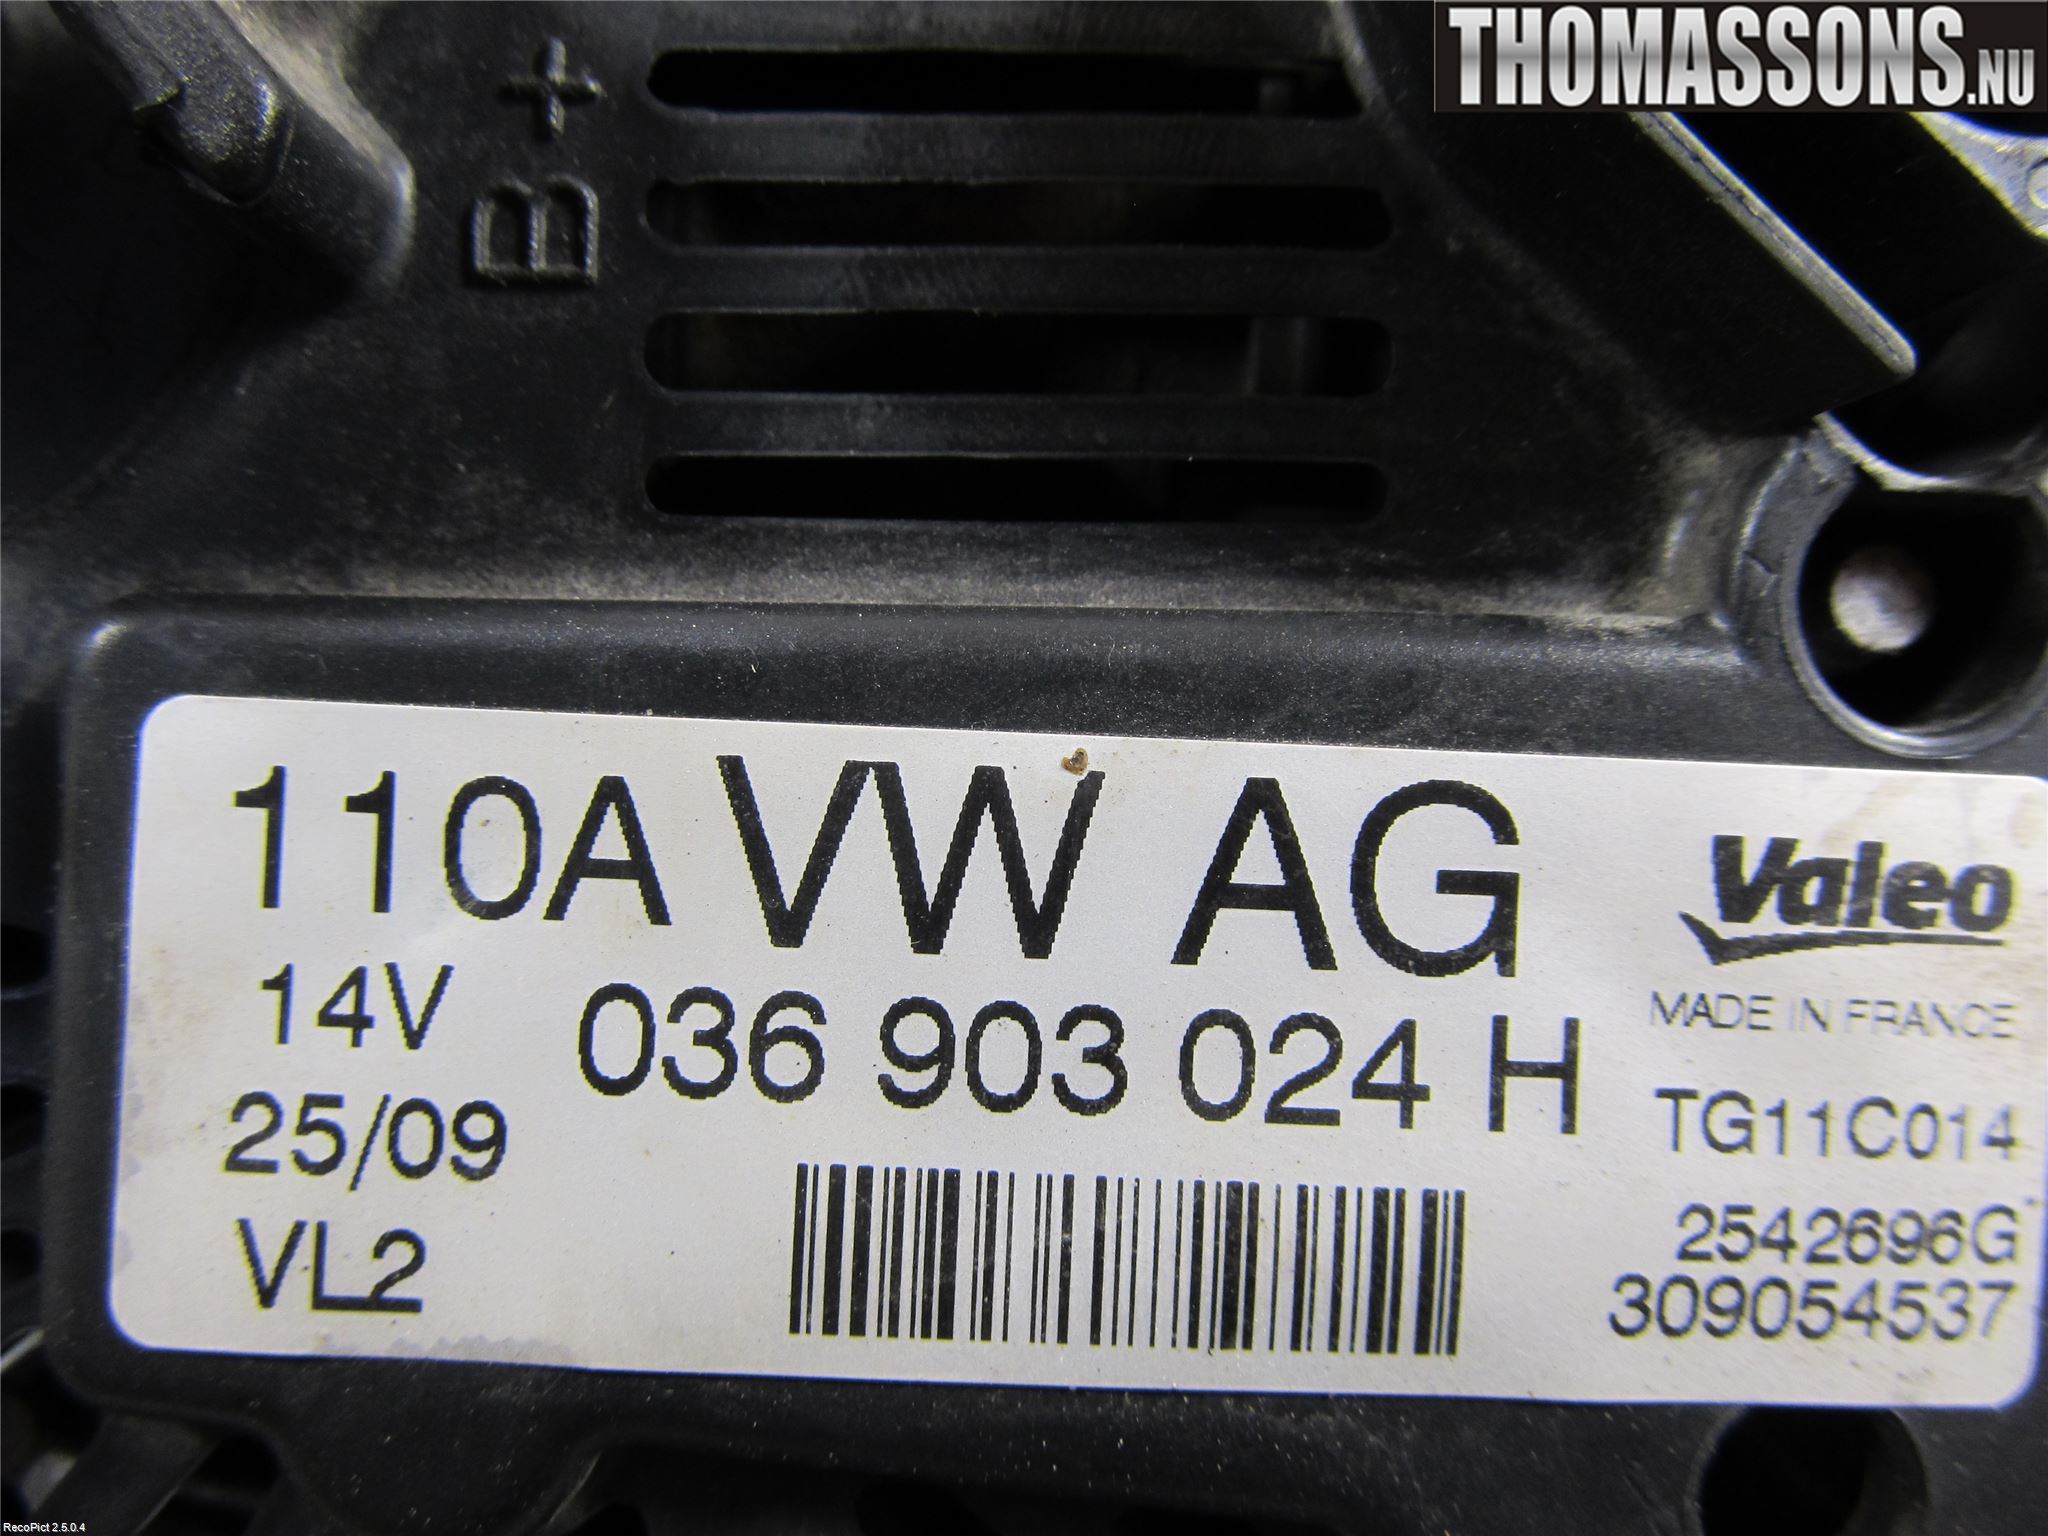 THOMASSONS.NU
B+
110A VW AG
Valeo
14V
036 903 024 H
MADE IN FRANCE
25/09
TG11C014
VL2
2542696G
309054537
RecoPict 2.5.0.4